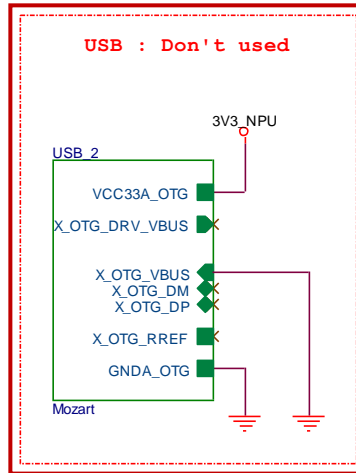 USB : Don't used
3V3_NPU
USB_2
VCC33A_OTG
X_OTG_DRV_VBUS
X_OTG_VBUS
X_OTG_DM
X_OTG_DP
X_OTG_RREF
GNDA_OTG
Mozart